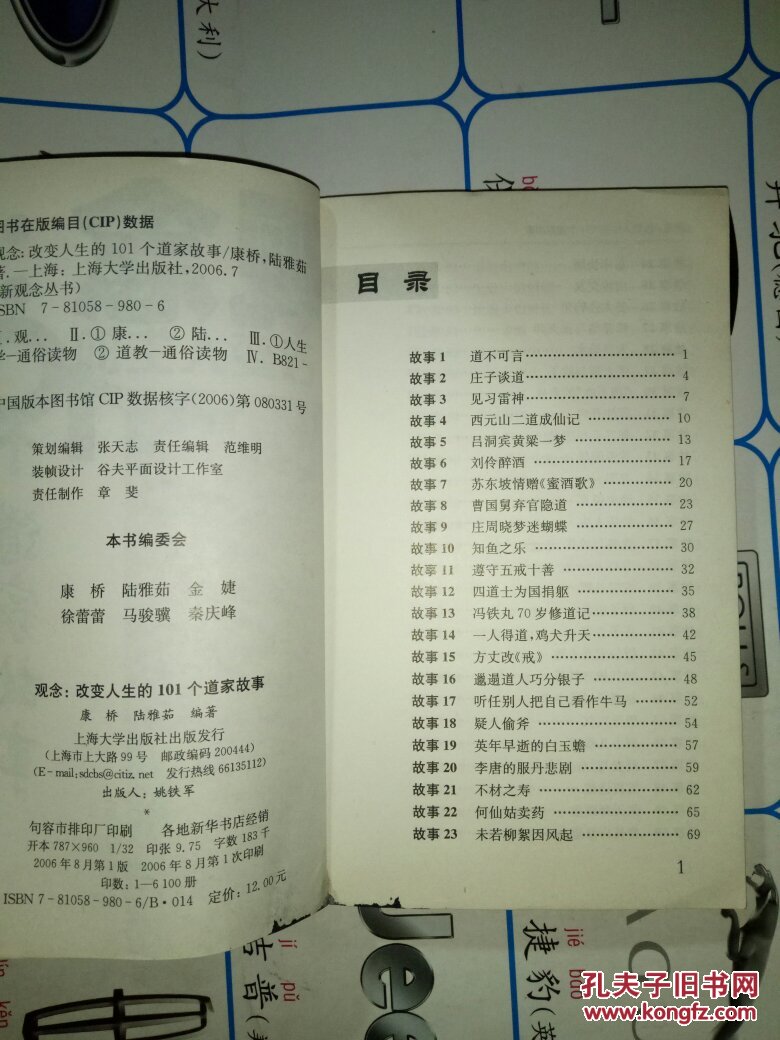 大利)
图书在版编目(CIP)数据
观念:改变人生的101个道家故事/康桥,陆雅茹
著.—上海:上海大学出版社,2006.7
新观念丛书)
ISBN 7-81058-980-6
Ⅰ.观… Ⅱ.①康… ②陆… Ⅲ.①人生
学-通俗读物 ②道教-通俗读物 Ⅳ.B821-
中国版本图书馆CIP数据核字(2006)第080331号
策划编辑 张天志 责任编辑 范维明
装帧设计 谷夫平面设计工作室
责任制作 章斐
本书编委会
康桥 陆雅茹 金婕
徐蕾蕾 马骏骥 秦庆峰
观念:改变人生的101个道家故事
康桥 陆雅茹 编著
上海大学出版社出版发行
(上海市上大路99号 邮政编码200444)
(E-mail:sdcbs@citiz.net 发行热线66135112)
出版人:姚铁军
*
句容市排印厂印刷 各地新华书店经销
开本787×960 1/32 印张9.75 字数183千
2006年8月第1版 2006年8月第1次印刷
印数:1—6100册
ISBN 7-81058-980-6/B·014 定价:12.00元
目录
故事1 道不可言 1
故事2 庄子谈道 4
故事3 见习雷神 7
故事4 西元山二道成仙记 10
故事5 吕洞宾黄粱一梦 13
故事6 刘伶醉酒 17
故事7 苏东坡情赠《蜜酒歌》 20
故事8 曹国舅弃官隐道 23
故事9 庄周晓梦迷蝴蝶 27
故事10 知鱼之乐 30
故事11 遵守五戒十善 32
故事12 四道士为国捐躯 35
故事13 冯铁丸70岁修道记 38
故事14 一人得道,鸡犬升天 42
故事15 方丈改《戒》 45
故事16 邋遢道人巧分银子 48
故事17 听任别人把自己看作牛马 52
故事18 疑人偷斧 54
故事19 英年早逝的白玉蟾 57
故事20 李唐的服丹悲剧 59
故事21 不材之寿 62
故事22 何仙姑卖药 65
故事23 未若柳絮因风起 69
1
jí pǔ
吉普(美
Jee
jié bào
捷豹(英
孔夫子旧书网
www.kongfz.com